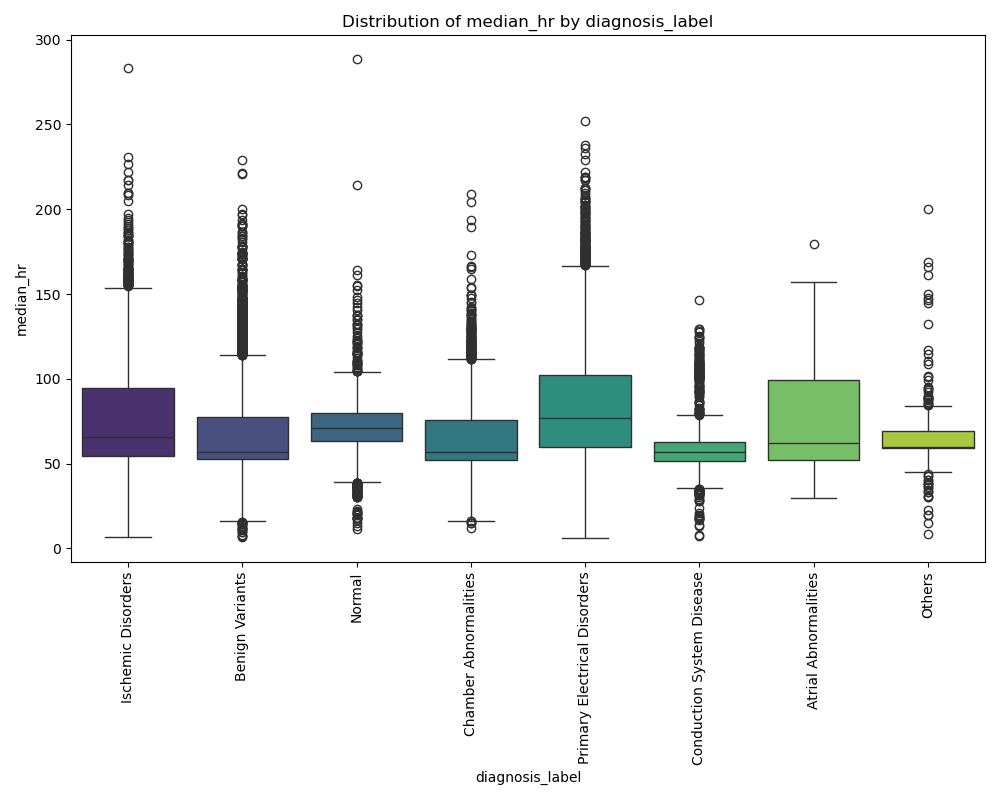 Distribution of median_hr by diagnosis_label
300
250
200
150
100
50
0
median_hr
Ischemic Disorders
Benign Variants
Normal
Chamber Abnormalities
Primary Electrical Disorders
Conduction System Disease
Atrial Abnormalities
Others
diagnosis_label